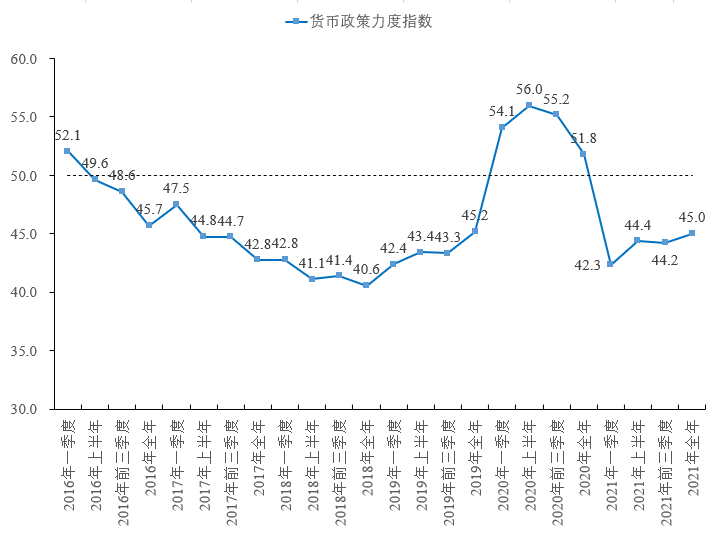 货币政策力度指数
60.0
55.0
50.0
45.0
40.0
35.0
30.0
52.1
49.6
48.6
45.7
47.5
44.8
44.7
42.8
42.8
41.1
41.4
40.6
42.4
43.4
43.3
45.2
54.1
56.0
55.2
51.8
42.3
44.4
44.2
45.0
2016年一季度
2016年上半年
2016年前三季度
2016年全年
2017年一季度
2017年上半年
2017年前三季度
2017年全年
2018年一季度
2018年上半年
2018年前三季度
2018年全年
2019年一季度
2019年上半年
2019年前三季度
2019年全年
2020年一季度
2020年上半年
2020年前三季度
2020年全年
2021年一季度
2021年上半年
2021年前三季度
2021年全年